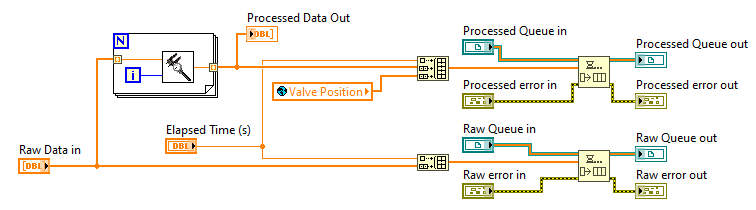 Processed Data Out
DBL]
Processed Queue in
Processed Queue out
N
i
Valve Position
Processed error in
Processed error out
Elapsed Time (s)
DBL
Raw Queue in
Raw Queue out
Raw Data in
[DBL
Raw error in
Raw error out